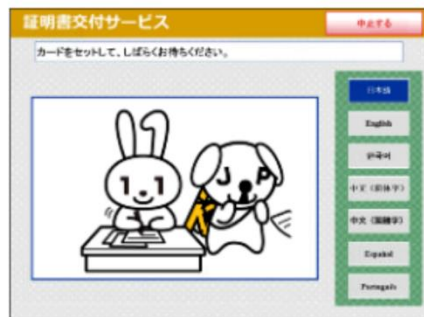 証明書交付サービス
中止する
カードをセットして、しばらくお待ちください。
日本語
English
한국어
中文（簡体字）
中文（繁體字）
Español
Português
J P